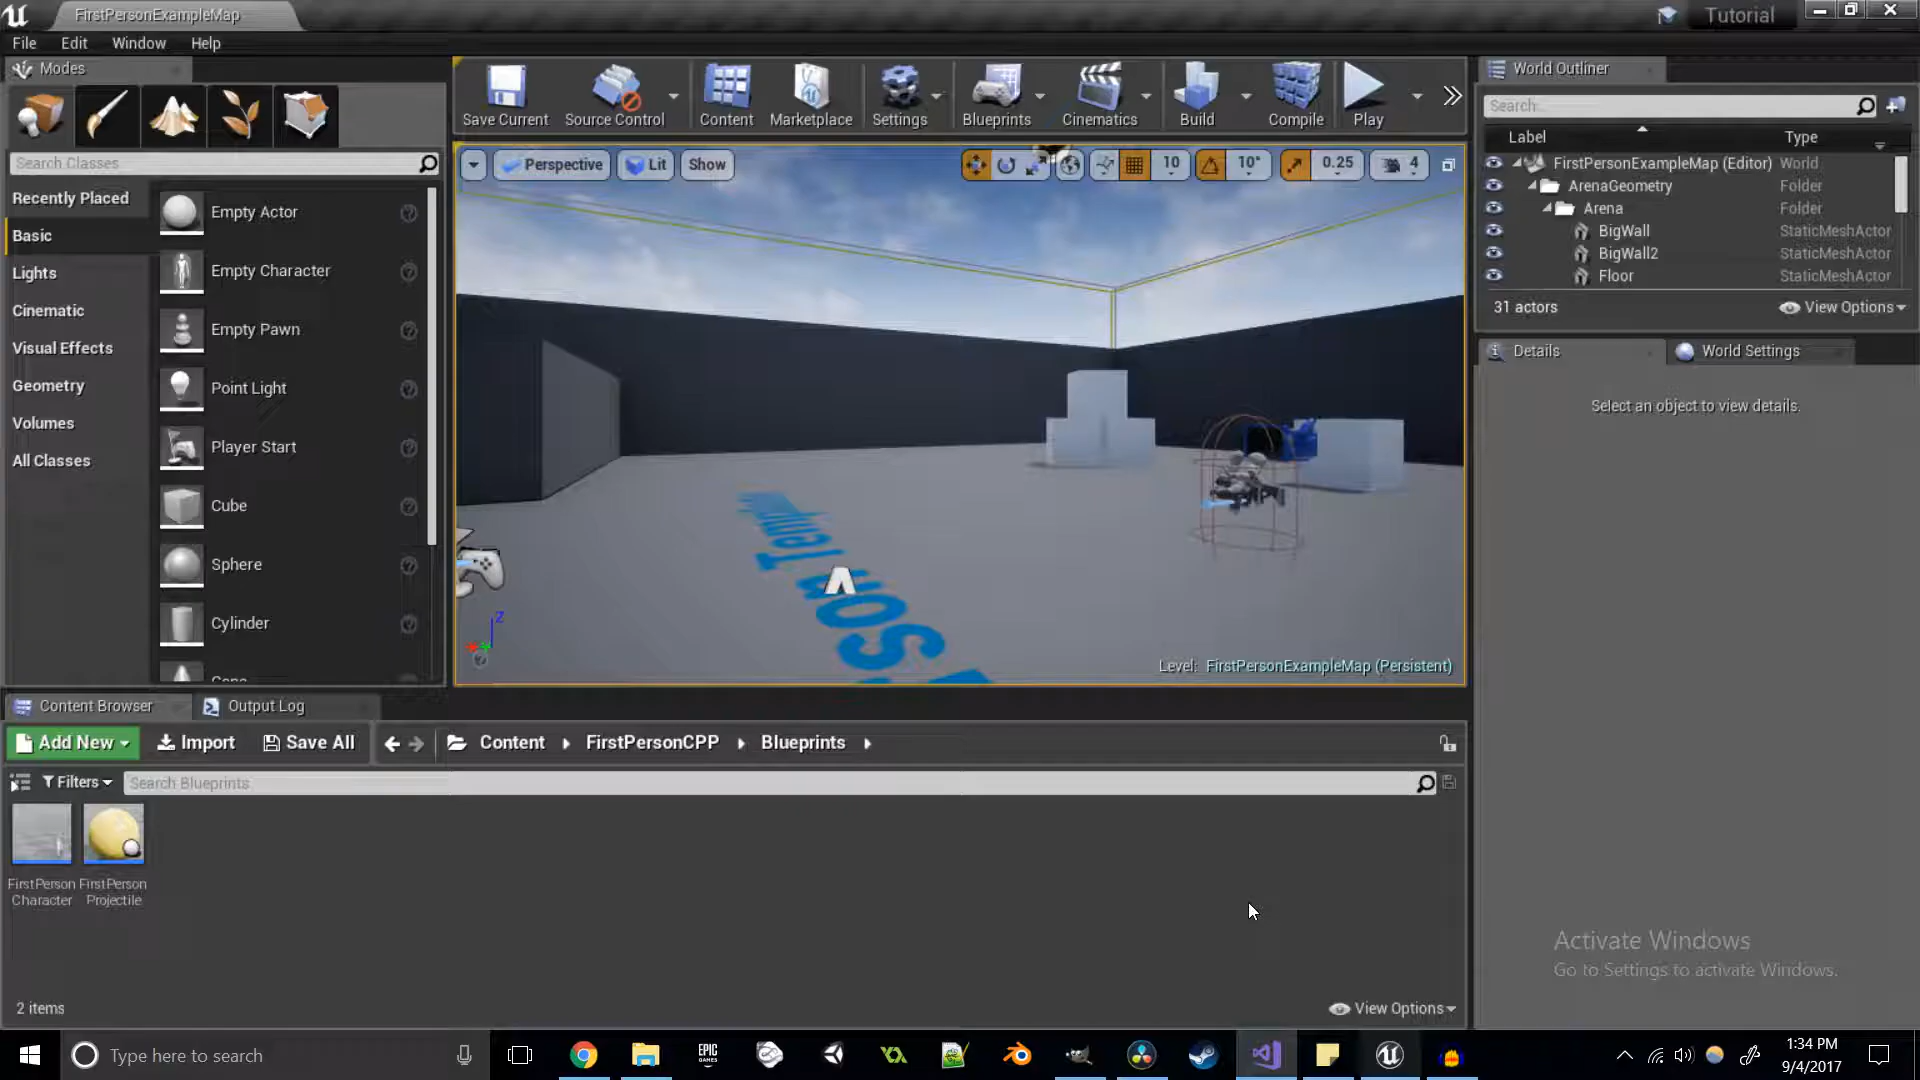 FirstPersonExampleMap
Tutorial
File Edit Window Help
Modes
Search Classes
Recently Placed
Basic
Lights
Cinematic
Visual Effects
Geometry
Volumes
All Classes
Empty Actor
Empty Character
Empty Pawn
Point Light
Player Start
Cube
Sphere
Cylinder
Cone
Save Current
Source Control
Content
Marketplace
Settings
Blueprints
Cinematics
Build
Compile
Play
Perspective
Lit
Show
10
10°
0.25
4
Level: FirstPersonExampleMap (Persistent)
World Outliner
Search
Label Type
FirstPersonExampleMap (Editor) World
ArenaGeometry Folder
Arena Folder
BigWall StaticMeshActor
BigWall2 StaticMeshActor
Floor StaticMeshActor
31 actors
View Options
Details
World Settings
Select an object to view details.
Content Browser
Output Log
Add New
Import
Save All
Content
FirstPersonCPP
Blueprints
Filters
Search Blueprints
FirstPerson
Character
FirstPerson
Projectile
2 items
View Options
Activate Windows
Go to Settings to activate Windows.
Type here to search
EPIC
GAMES
1:34 PM
9/4/2017